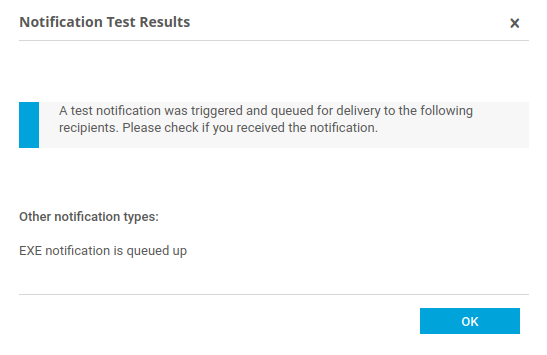 Notification Test Results
×
A test notification was triggered and queued for delivery to the following
recipients. Please check if you received the notification.
Other notification types:
EXE notification is queued up
OK